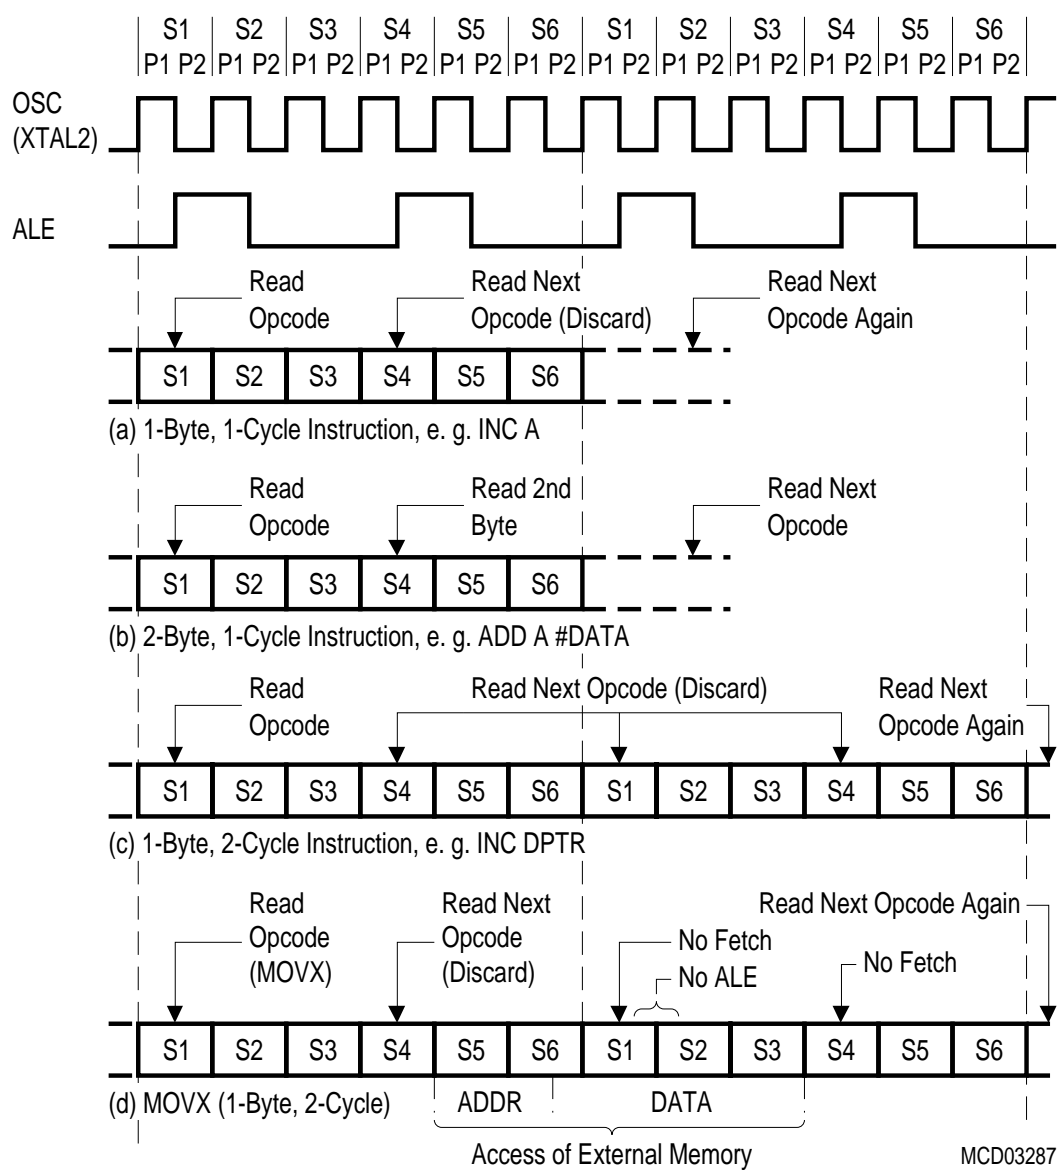 S1 S2 S3 S4 S5 S6 S1 S2 S3 S4 S5 S6
P1 P2 P1 P2 P1 P2 P1 P2 P1 P2 P1 P2 P1 P2 P1 P2 P1 P2 P1 P2 P1 P2 P1 P2
OSC
(XTAL2)
ALE
Read
Opcode
Read Next
Opcode (Discard)
Read Next
Opcode Again
S1 S2 S3 S4 S5 S6
(a) 1-Byte, 1-Cycle Instruction, e. g. INC A
Read
Opcode
Read 2nd
Byte
Read Next
Opcode
S1 S2 S3 S4 S5 S6
(b) 2-Byte, 1-Cycle Instruction, e. g. ADD A #DATA
Read
Opcode
Read Next Opcode (Discard)
Read Next
Opcode Again
S1 S2 S3 S4 S5 S6 S1 S2 S3 S4 S5 S6
(c) 1-Byte, 2-Cycle Instruction, e. g. INC DPTR
Read
Opcode
(MOVX)
Read Next
Opcode
(Discard)
No Fetch
No ALE
No Fetch
Read Next Opcode Again
S1 S2 S3 S4 S5 S6 S1 S2 S3 S4 S5 S6
(d) MOVX (1-Byte, 2-Cycle)
ADDR
DATA
Access of External Memory
MCD03287